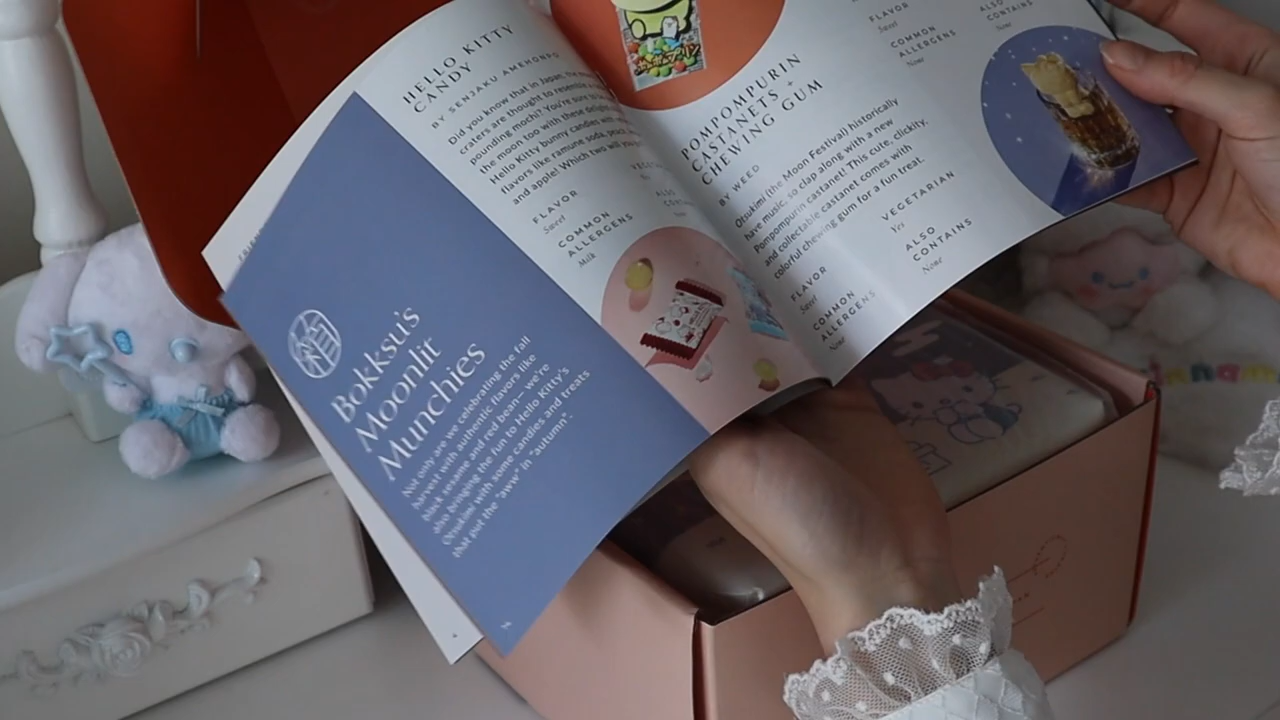 Bokksu's
Moonlit
Munchies
Not only are we celebrating the fall
harvest with authentic flavors like
black sesame and red bean— we're
also bringing the fun to Hello Kitty's
Otsukimi with some candies and treats
that put the "aww" in "autumn".
HELLO KITTY
CANDY
BY SENJAKU AMEHONPO
Did you know that in Japan, the moon
craters are thought to resemble
pounding mochi? You're sure to
the moon too with these
Hello Kitty bunny candies with
flavors like ramune soda, peach,
and apple! Which two will you
FLAVOR
Sweet
COMMON
ALLERGENS
Milk
ALSO
POMPOMPURIN
CASTANETS +
CHEWING GUM
BY WEED
Otsukimi (the Moon Festival) historically
have music, so clap along with a new
Pompompurin castanet! This cute, clickity,
and collectable castanet comes with
colorful chewing gum for a fun treat.
FLAVOR
Sweet
COMMON
ALLERGENS
None
VEGETARIAN
Yes
ALSO
CONTAINS
None
FLAVOR
Sweet
COMMON
ALLERGENS
None
ALSO
CONTAINS
None